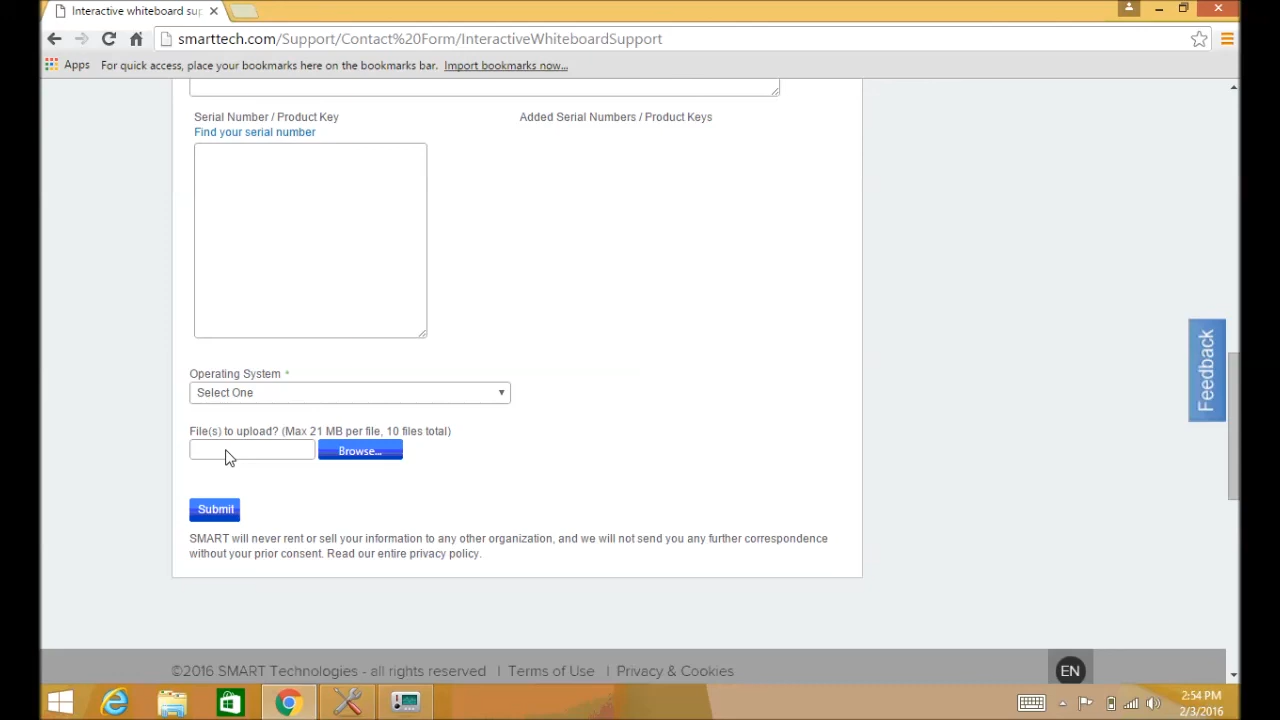 Interactive whiteboard sup
smarttech.com/Support/Contact%20Form/InteractiveWhiteboardSupport
Apps For quick access, place your bookmarks here on the bookmarks bar. Import bookmarks now...
Serial Number / Product Key
Added Serial Numbers / Product Keys
Find your serial number
Operating System *
Select One
File(s) to upload? (Max 21 MB per file, 10 files total)
Browse...
Submit
SMART will never rent or sell your information to any other organization, and we will not send you any further correspondence
without your prior consent. Read our entire privacy policy.
Feedback
©2016 SMART Technologies - all rights reserved | Terms of Use | Privacy & Cookies
EN
2:54 PM
2/3/2016